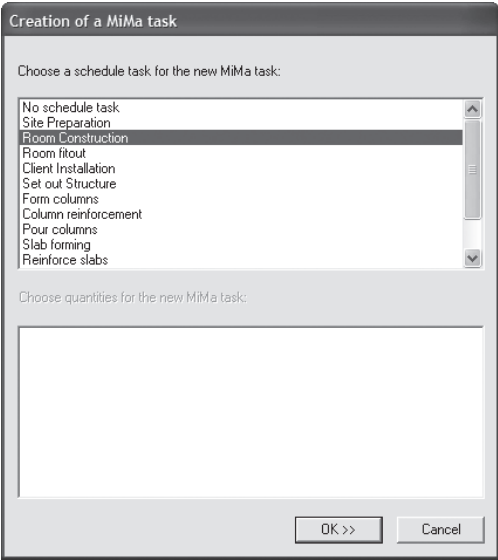 Creation of a MiMa task
Choose a schedule task for the new MiMa task:
No schedule task
Site Preparation
Room Construction
Room fitout
Client Installation
Set out Structure
Form columns
Column reinforcement
Pour columns
Slab forming
Reinforce slabs
Choose quantities for the new MiMa task:
OK >>
Cancel